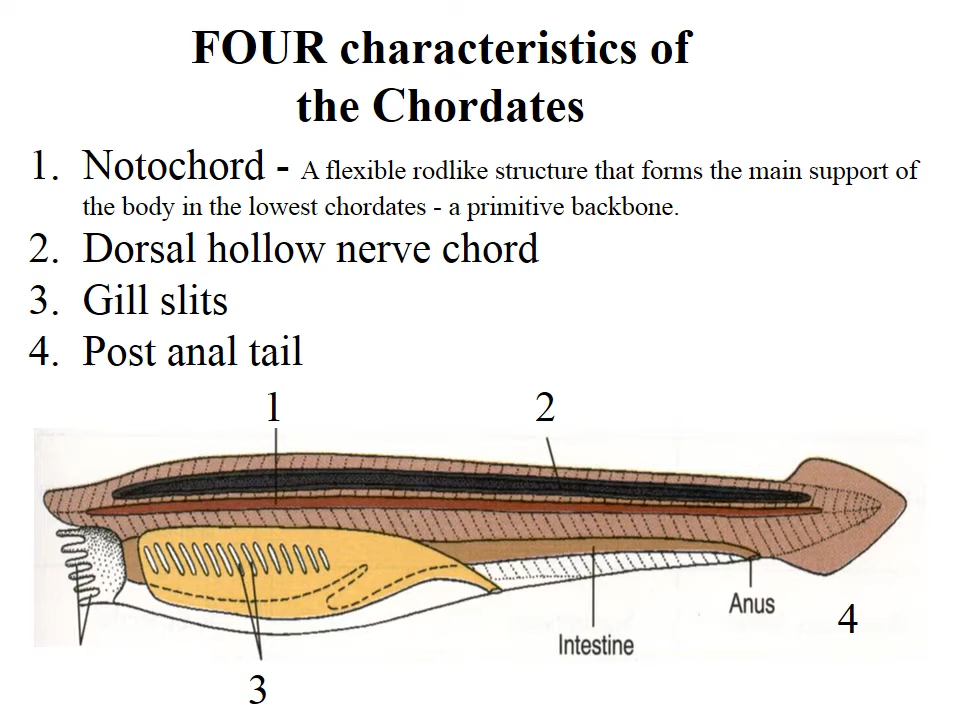 FOUR characteristics of
the Chordates
1. Notochord - A flexible rodlike structure that forms the main support of
the body in the lowest chordates - a primitive backbone.
2. Dorsal hollow nerve chord
3. Gill slits
4. Post anal tail
1
2
Anus
4
Intestine
3